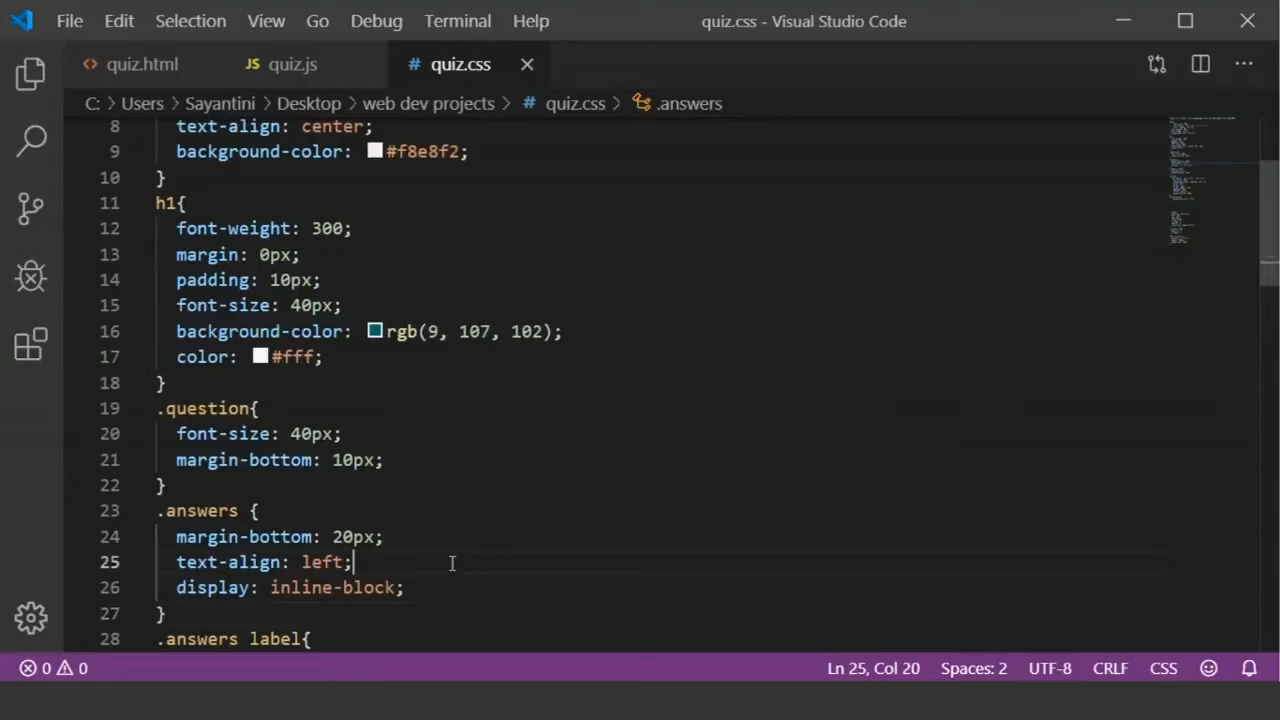 File Edit Selection View Go Debug Terminal Help quiz.css - Visual Studio Code
quiz.html JS quiz.js # quiz.css
C: > Users > Sayantini > Desktop > web dev projects > # quiz.css > .answers
8 text-align: center;
9 background-color: #f8e8f2;
10 }
11 h1{
12 font-weight: 300;
13 margin: 0px;
14 padding: 10px;
15 font-size: 40px;
16 background-color: rgb(9, 107, 102);
17 color: #fff;
18 }
19 .question{
20 font-size: 40px;
21 margin-bottom: 10px;
22 }
23 .answers {
24 margin-bottom: 20px;
25 text-align: left;
26 display: inline-block;
27 }
28 .answers label{
0 0 Ln 25, Col 20 Spaces: 2 UTF-8 CRLF CSS